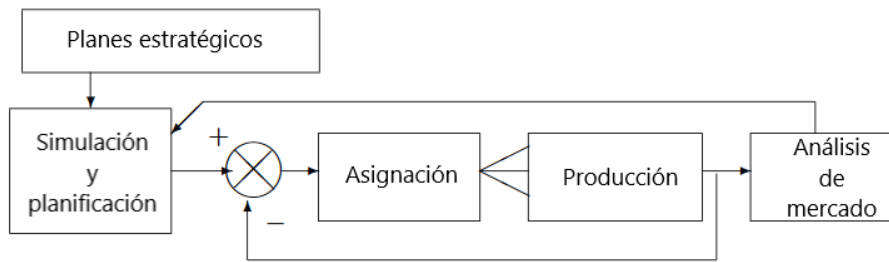 Planes estratégicos
Simulación
y
planificación
+
−
Asignación
Producción
Análisis
de
mercado